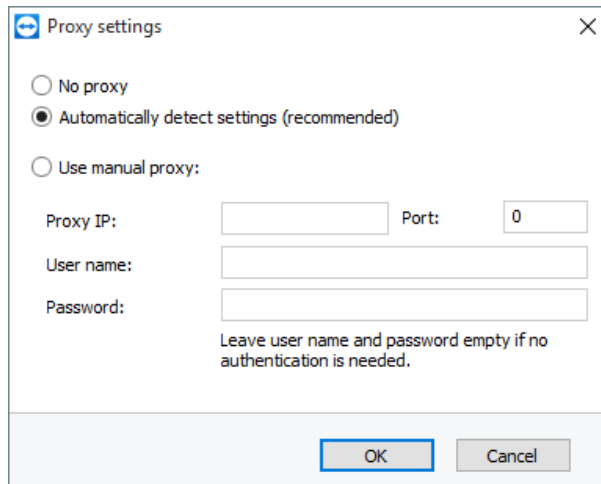 Proxy settings
No proxy
Automatically detect settings (recommended)
Use manual proxy:
Proxy IP: Port: 0
User name:
Password:
Leave user name and password empty if no
authentication is needed.
OK Cancel